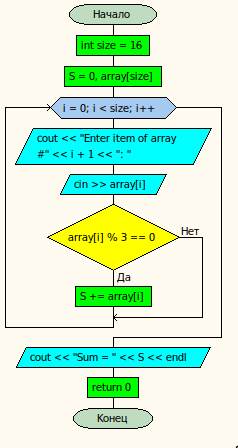 Начало
int size = 16
S = 0, array[size]
i = 0; i < size; i++
cout << "Enter item of array
#" << i + 1 << ": "
cin >> array[i]
array[i] % 3 == 0
Нет
Да
S += array[i]
cout << "Sum = " << S << endl
return 0
Конец